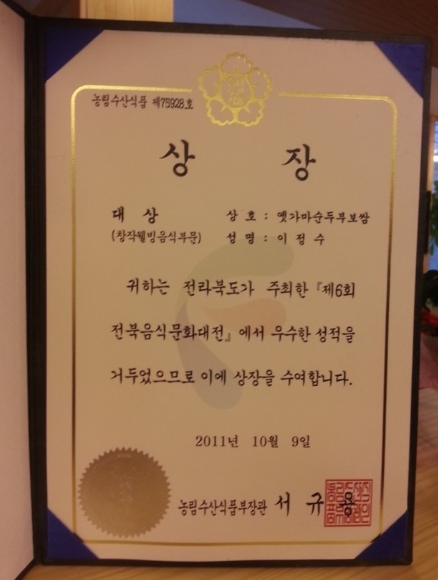 농림수산식품 제75928호
상 장
대 상 상 호 : 옛가마순두부보쌈
(창작웰빙음식부문) 성 명 : 이 정 수
귀하는 전라북도가 주최한 『제6회
전북음식문화대전』에서 우수한 성적을
거두었으므로 이에 상장을 수여합니다.
2011년 10월 9일
농림수산식품부장관 서 규 용